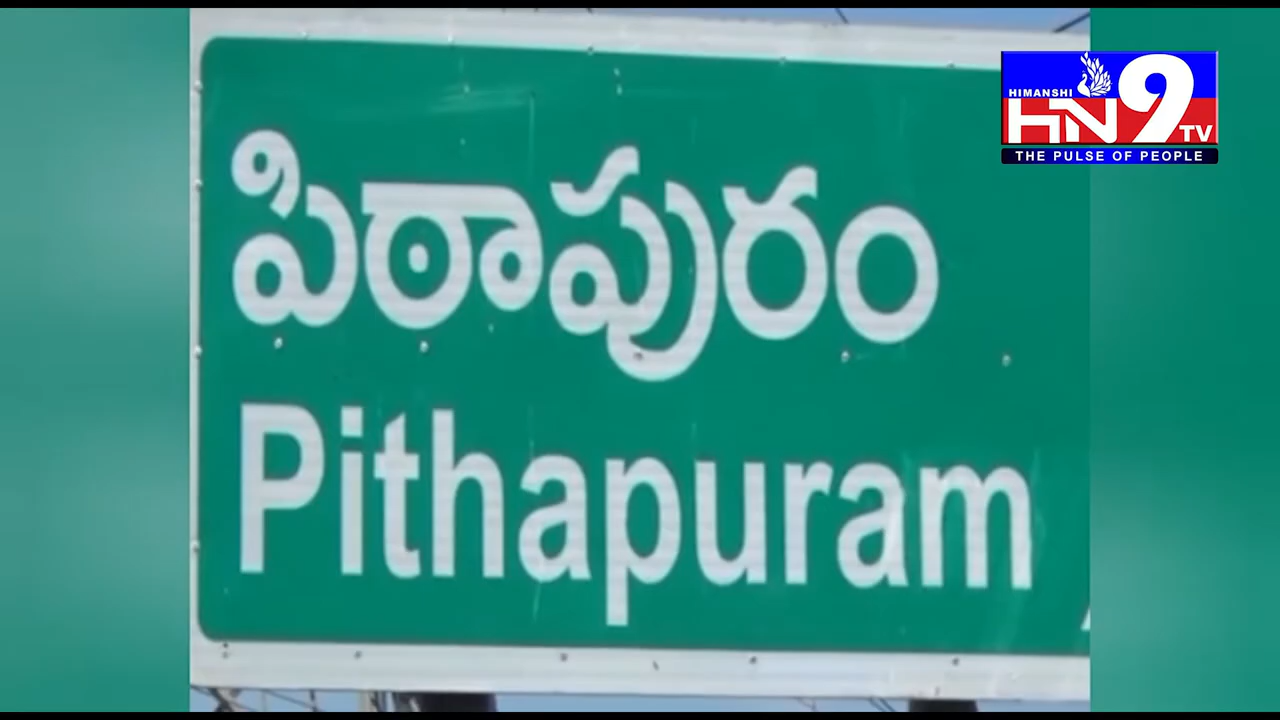 పిఠాపురం
Pithapuram
HIMANSHI
HN9
TV
THE PULSE OF PEOPLE